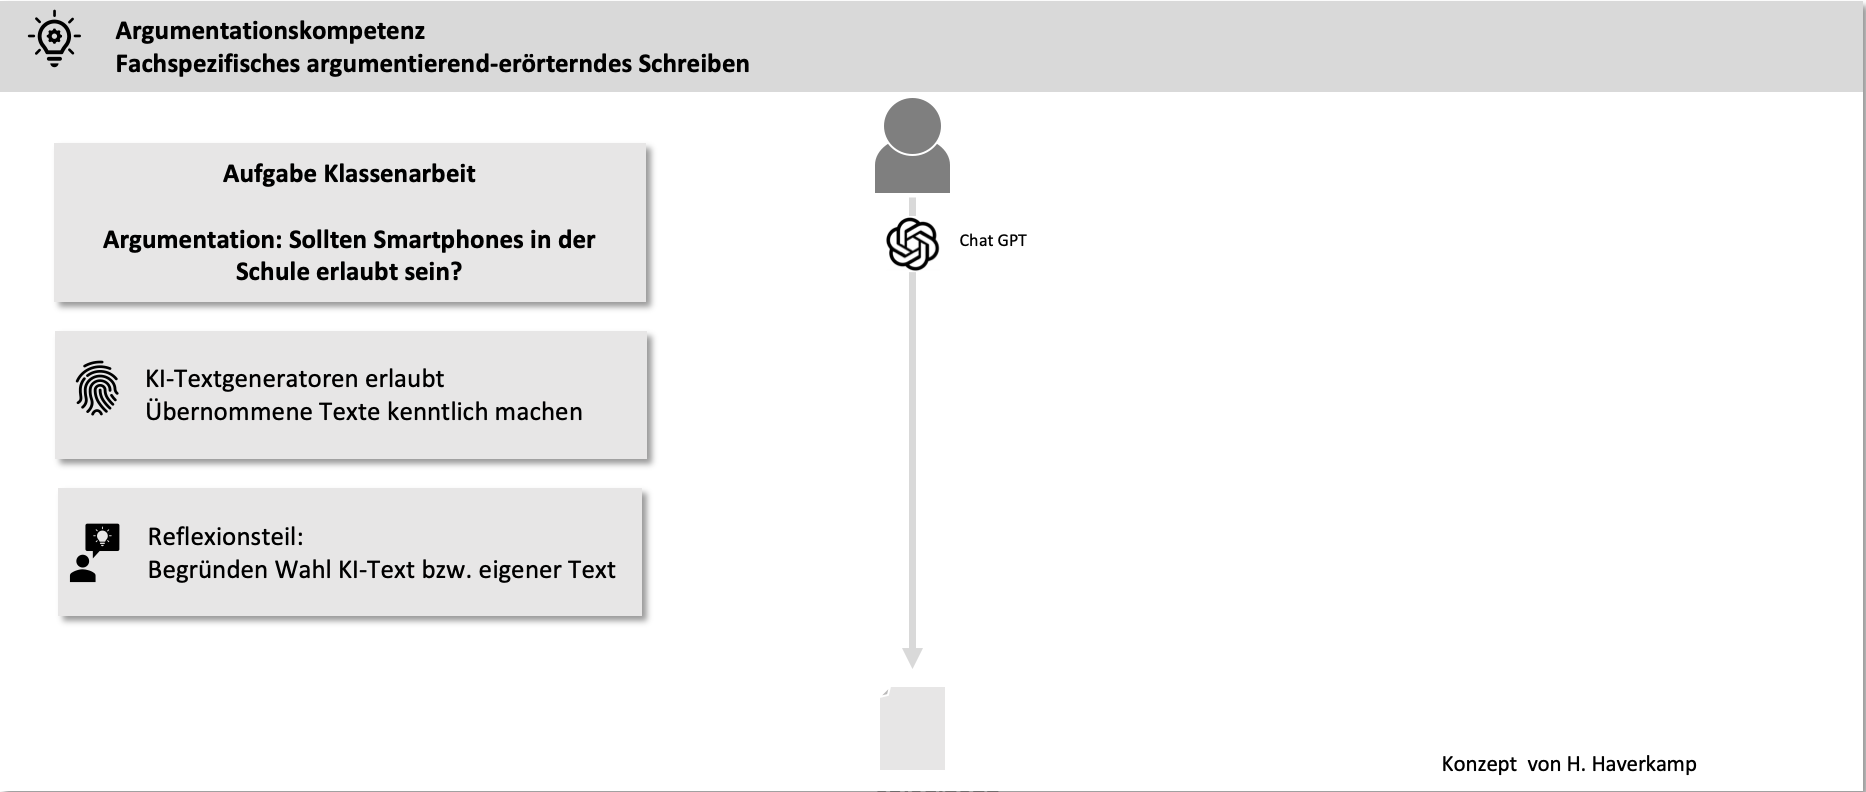 Argumentationskompetenz
Fachspezifisches argumentierend-erörterndes Schreiben
Aufgabe Klassenarbeit
Argumentation: Sollten Smartphones in der
Schule erlaubt sein?
KI-Textgeneratoren erlaubt
Übernommene Texte kenntlich machen
Reflexionsteil:
Begründen Wahl KI-Text bzw. eigener Text
Chat GPT
Konzept  von H. Haverkamp